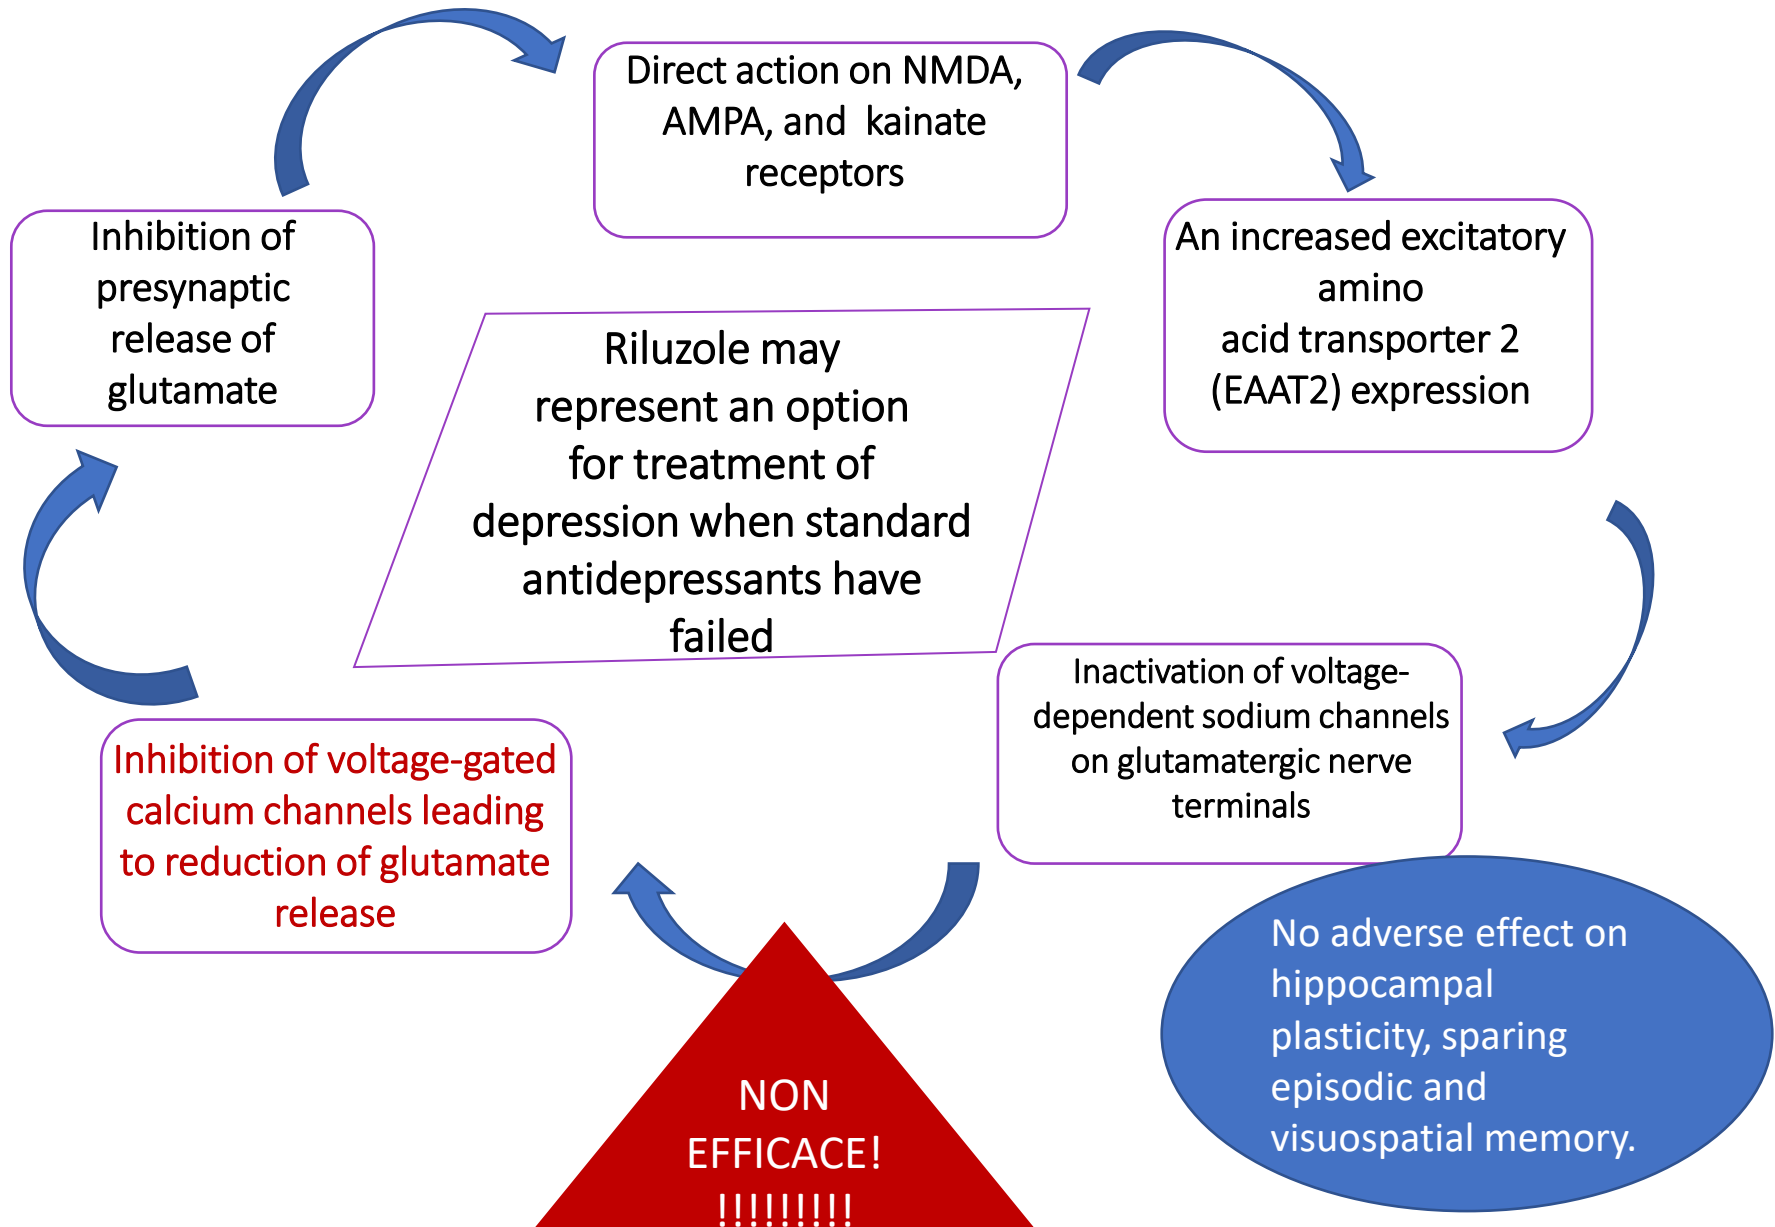 Direct action on NMDA,
AMPA, and kainate
receptors
Inhibition of
presynaptic
release of
glutamate
An increased excitatory
amino
acid transporter 2
(EAAT2) expression
Riluzole may
represent an option
for treatment of
depression when standard
antidepressants have
failed
Inactivation of voltage-
dependent sodium channels
on glutamatergic nerve
terminals
Inhibition of voltage-gated
calcium channels leading
to reduction of glutamate
release
No adverse effect on
hippocampal
plasticity, sparing
episodic and
visuospatial memory.
NON
EFFICACE!
!!!!!!!!!